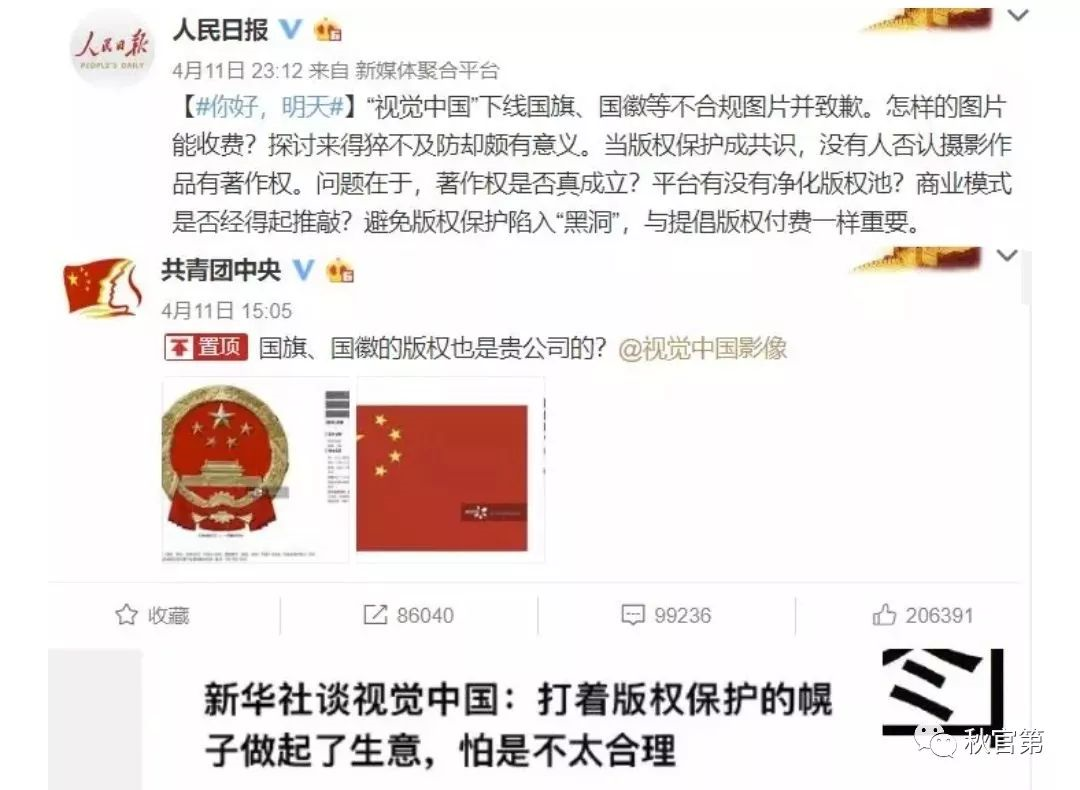 人民日报
人民日报
PEOPLE'S DAILY
4月11日 23:12 来自 新媒体聚合平台
【#你好，明天#】“视觉中国”下线国旗、国徽等不合规图片并致歉。怎样的图片
能收费？探讨来得猝不及防却颇有意义。当版权保护成共识，没有人否认摄影作
品有著作权。问题在于，著作权是否真成立？平台有没有净化版权池？商业模式
是否经得起推敲？避免版权保护陷入“黑洞”，与提倡版权付费一样重要。
共青团中央
4月11日 15:05
置顶 国旗、国徽的版权也是贵公司的？@视觉中国影像
收藏 86040 99236 206391
新华社谈视觉中国：打着版权保护的幌
子做起了生意，怕是不太合理
秋官第